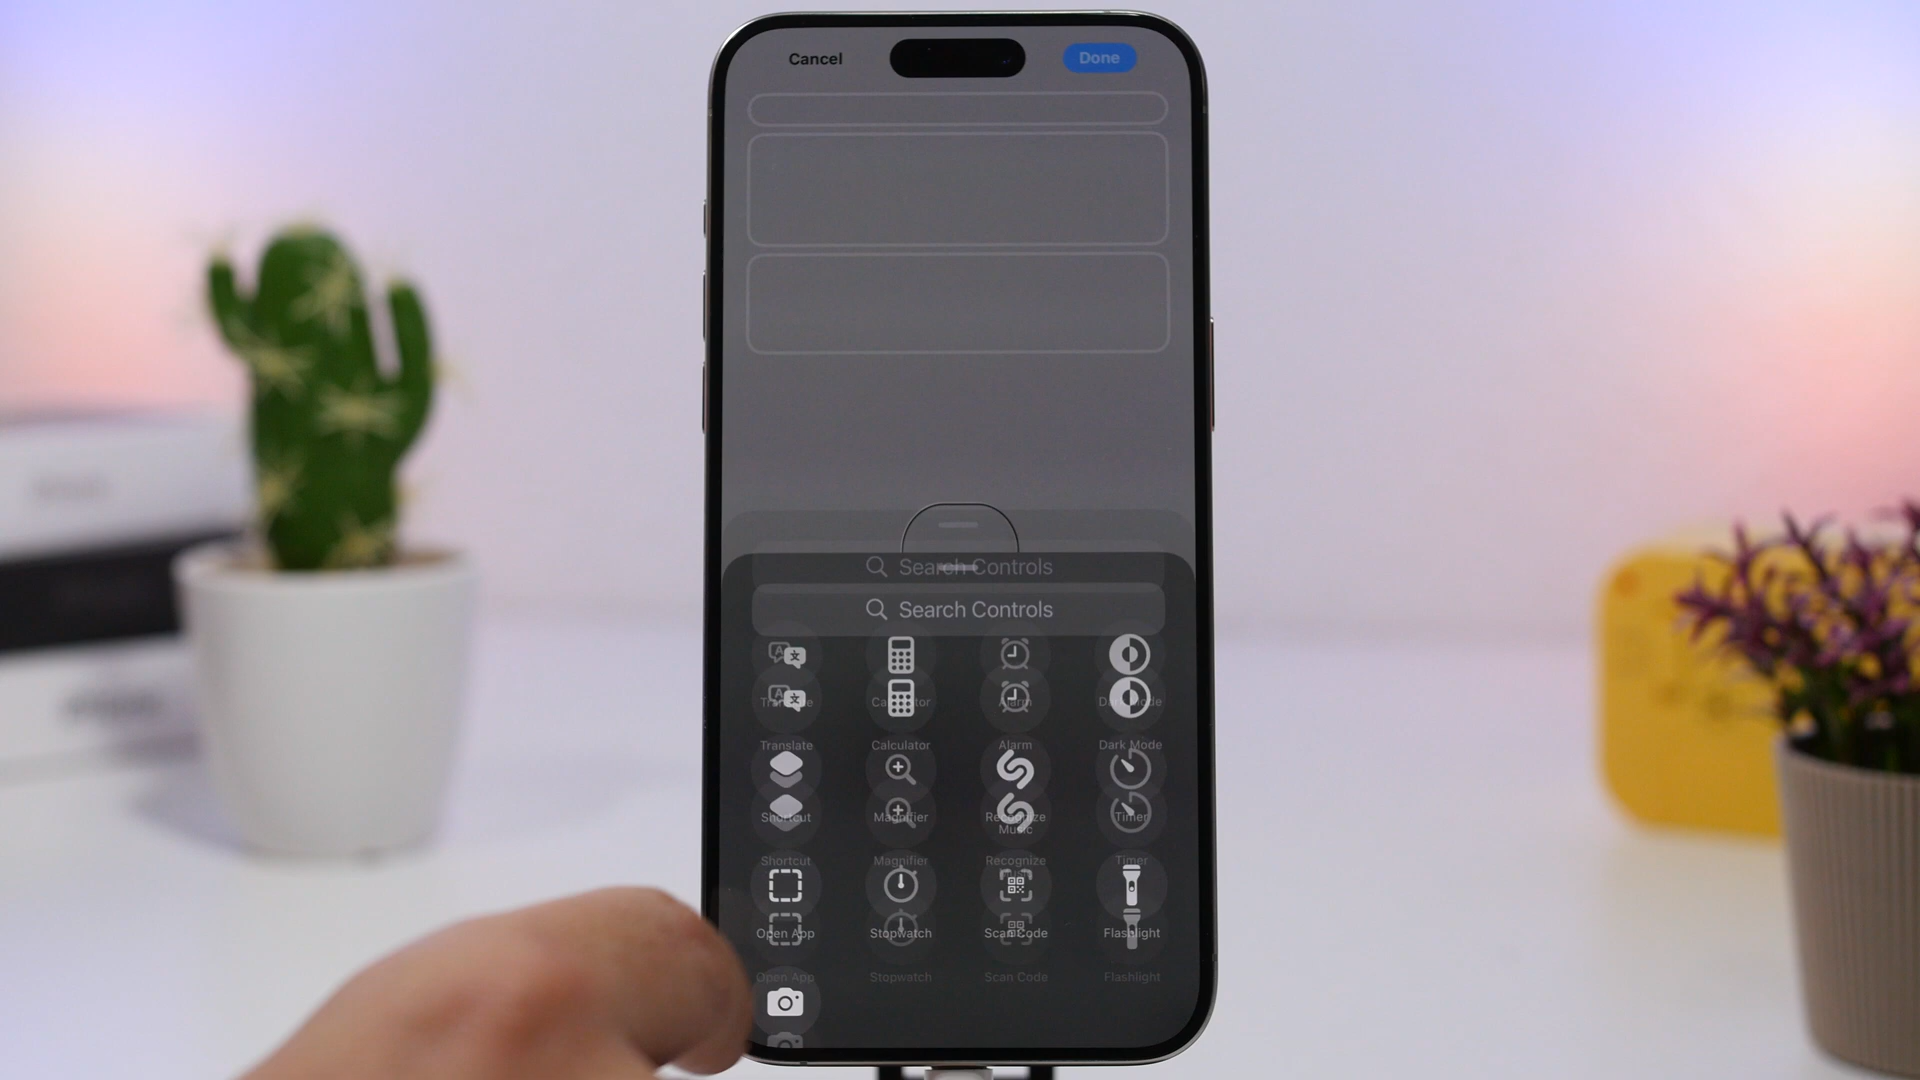 Cancel
Done
Search Controls
Search Controls
Translate
Calculator
Alarm
Dark Mode
Translate
Calculator
Alarm
Dark Mode
Shortcut
Magnifier
Recognize
Music
Timer
Shortcut
Magnifier
Recognize
Timer
Open App
Stopwatch
Scan Code
Flashlight
Open App
Stopwatch
Scan Code
Flashlight